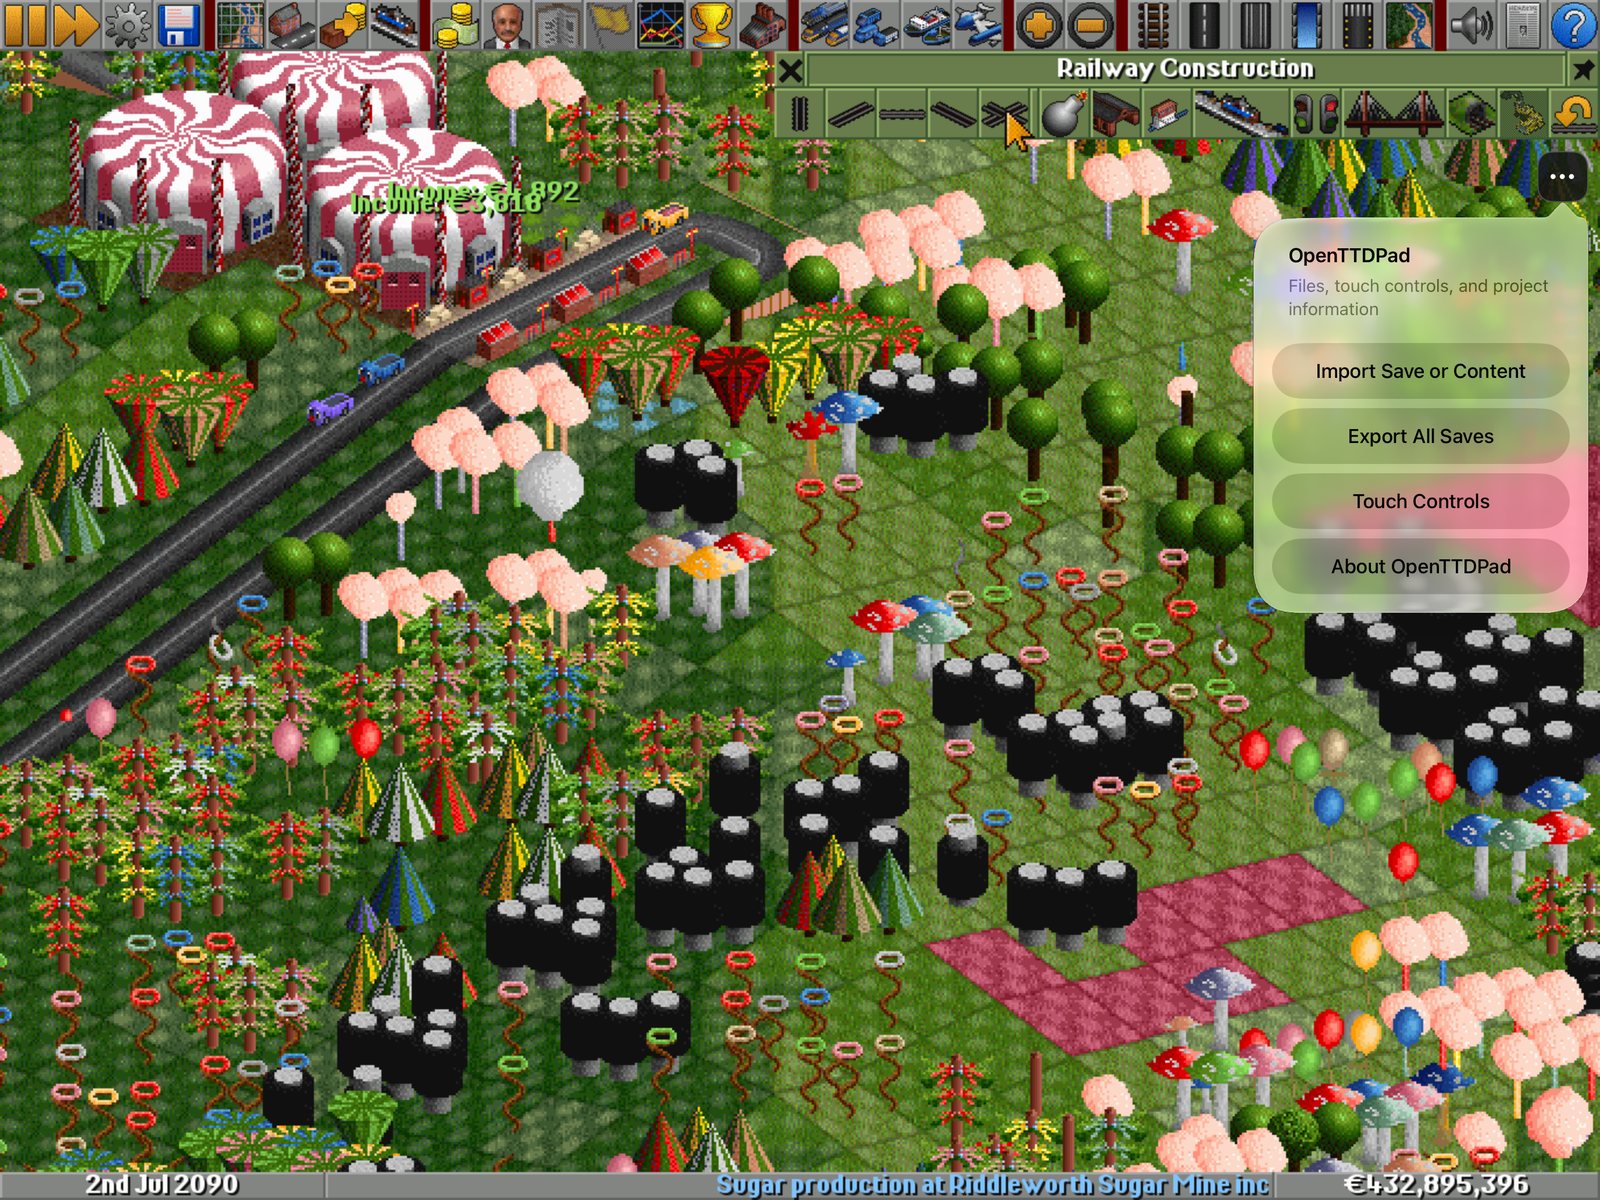 Railway Construction
Income: €4,892
Income: €3,818
OpenTTDPad
Files, touch controls, and project
information
Import Save or Content
Export All Saves
Touch Controls
About OpenTTDPad
2nd Jul 2090
Sugar production at Riddleworth Sugar Mine inc
€432,895,396